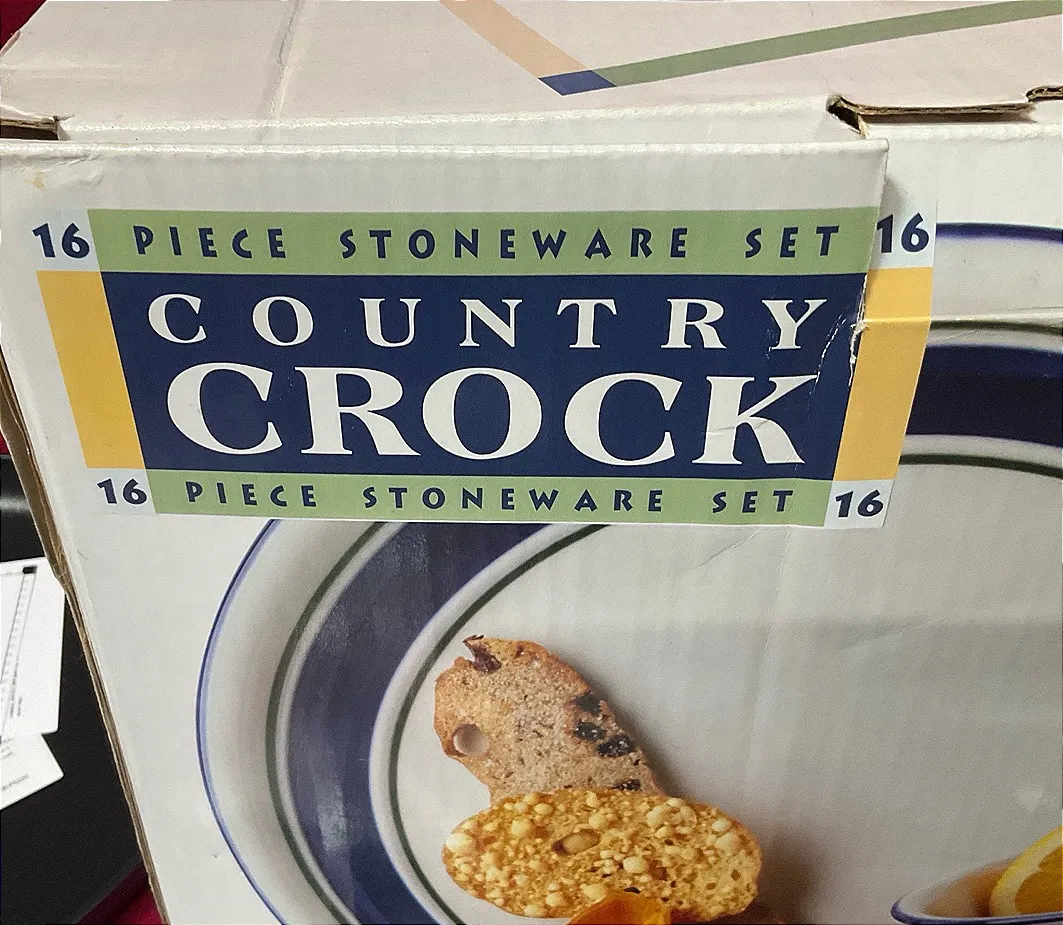 16 PIECE STONEWARE SET 16
COUNTRY
CROCK
16 PIECE STONEWARE SET 16